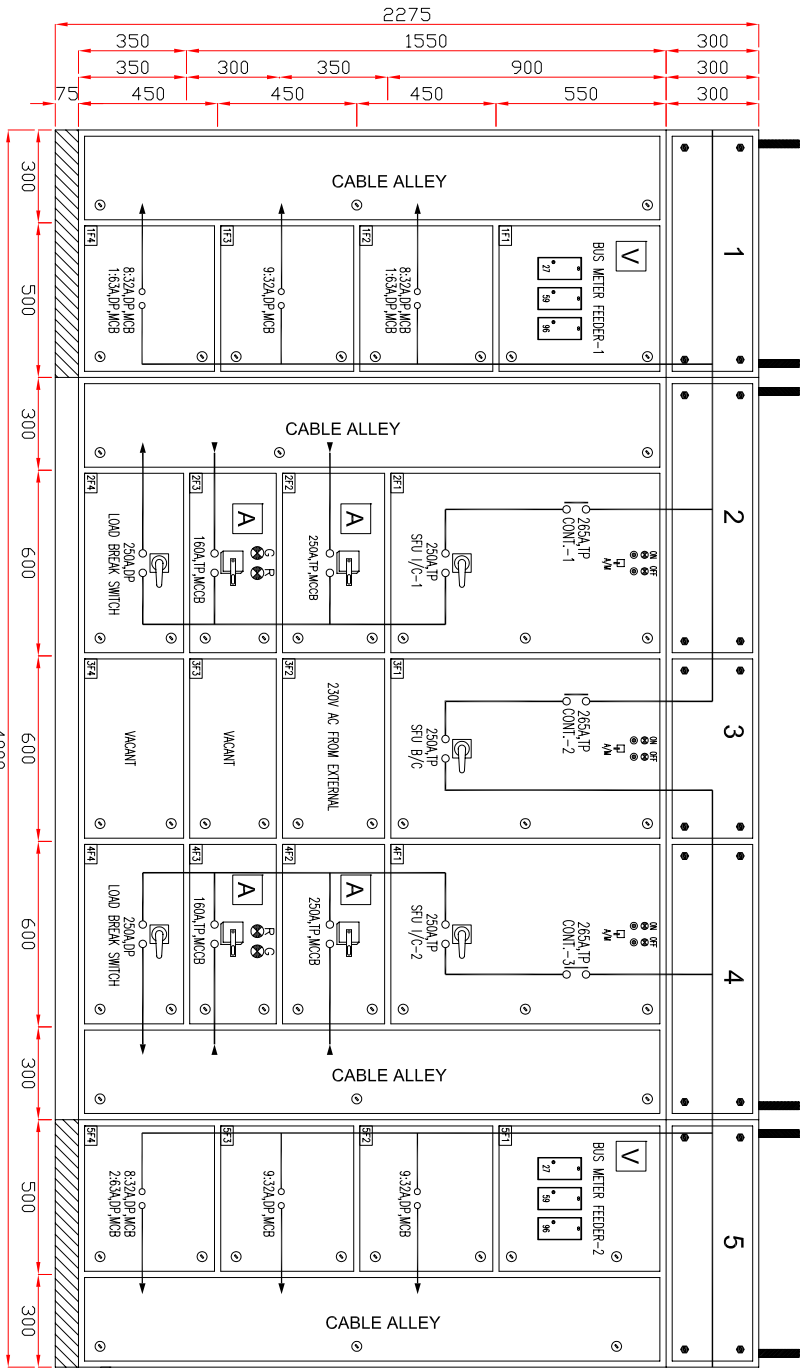 2275
350
1550
300
350
300
350
900
300
75
450
450
450
550
300
300
500
300
600
600
600
300
500
300
1
CABLE ALLEY
1F1
V
BUS METER FEEDER-1
27
59
96
1F2
8:32A,DP,MCB
1:63A,DP,MCB
1F3
9:32A,DP,MCB
1F4
8:32A,DP,MCB
1:63A,DP,MCB
2
CABLE ALLEY
2F1
ON OFF
A/M
265A,TP
CONT.-1
250A,TP
SFU I/C-1
2F2
A
250A,TP,MCCB
2F3
A
G R
160A,TP,MCCB
2F4
250A,DP
LOAD BREAK SWITCH
3
3F1
ON OFF
A/M
265A,TP
CONT.-2
250A,TP
SFU B/C
3F2
230V AC FROM EXTERNAL
3F3
VACANT
3F4
VACANT
4
4F1
ON OFF
A/M
265A,TP
CONT.-3
250A,TP
SFU I/C-2
4F2
A
250A,TP,MCCB
4F3
A
R G
160A,TP,MCCB
4F4
250A,DP
LOAD BREAK SWITCH
CABLE ALLEY
5
5F1
V
BUS METER FEEDER-2
27
59
96
5F2
9:32A,DP,MCB
5F3
9:32A,DP,MCB
5F4
8:32A,DP,MCB
2:63A,DP,MCB
CABLE ALLEY